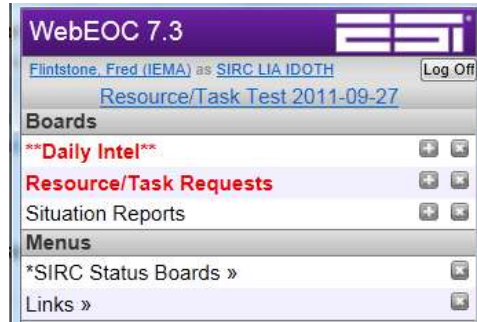 WebEOC 7.3 ESi
Flintstone, Fred (IEMA) as SIRC LIA IDOTH Log Off
Resource/Task Test 2011-09-27
Boards
**Daily Intel**
Resource/Task Requests
Situation Reports
Menus
*SIRC Status Boards »
Links »